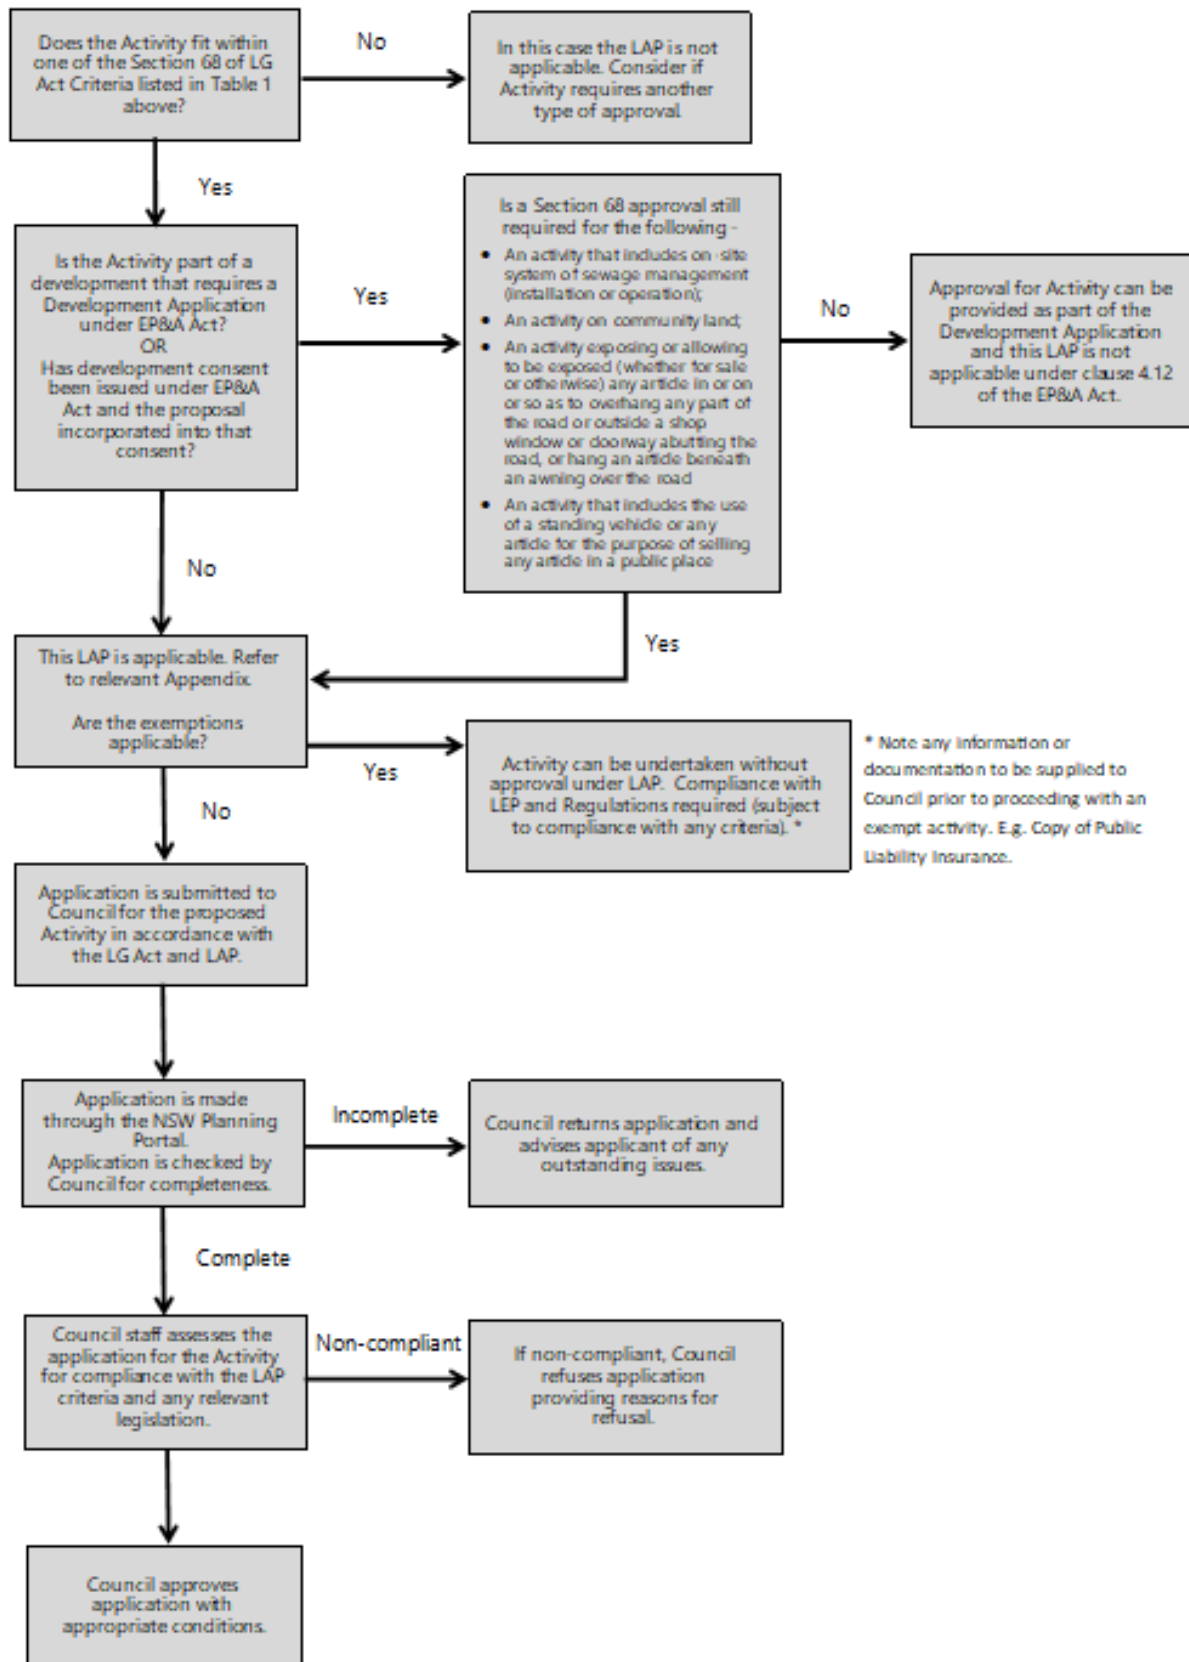 Does the Activity fit within
one of the Section 68 of LG
Act Criteria listed in Table 1
above?
No
In this case the LAP is not
applicable. Consider if
Activity requires another
type of approval.
Yes
Is the Activity part of a
development that requires a
Development Application
under EP&A Act?
OR
Has development consent
been issued under EP&A
Act and the proposal
incorporated into that
consent?
Yes
Is a Section 68 approval still
required for the following -
• An activity that includes on-site
system of sewage management
(installation or operation);
• An activity on community land;
• An activity exposing or allowing
to be exposed (whether for sale
or otherwise) any article in or on
or so as to overhang any part of
the road or outside a shop
window or doorway abutting the
road, or hang an article beneath
an awning over the road
• An activity that includes the use
of a standing vehicle or any
article for the purpose of selling
any article in a public place
No
Approval for Activity can be
provided as part of the
Development Application
and this LAP is not
applicable under clause 4.12
of the EP&A Act.
No
Yes
This LAP is applicable. Refer
to relevant Appendix.
Are the exemptions
applicable?
Yes
Activity can be undertaken without
approval under LAP. Compliance with
LEP and Regulations required (subject
to compliance with any criteria). *
* Note any information or
documentation to be supplied to
Council prior to proceeding with an
exempt activity. E.g. Copy of Public
Liability Insurance.
No
Application is submitted to
Council for the proposed
Activity in accordance with
the LG Act and LAP.
Application is made
through the NSW Planning
Portal.
Application is checked by
Council for completeness.
Incomplete
Council returns application and
advises applicant of any
outstanding issues.
Complete
Council staff assesses the
application for the Activity
for compliance with the LAP
criteria and any relevant
legislation.
Non-compliant
If non-compliant, Council
refuses application
providing reasons for
refusal.
Council approves
application with
appropriate conditions.